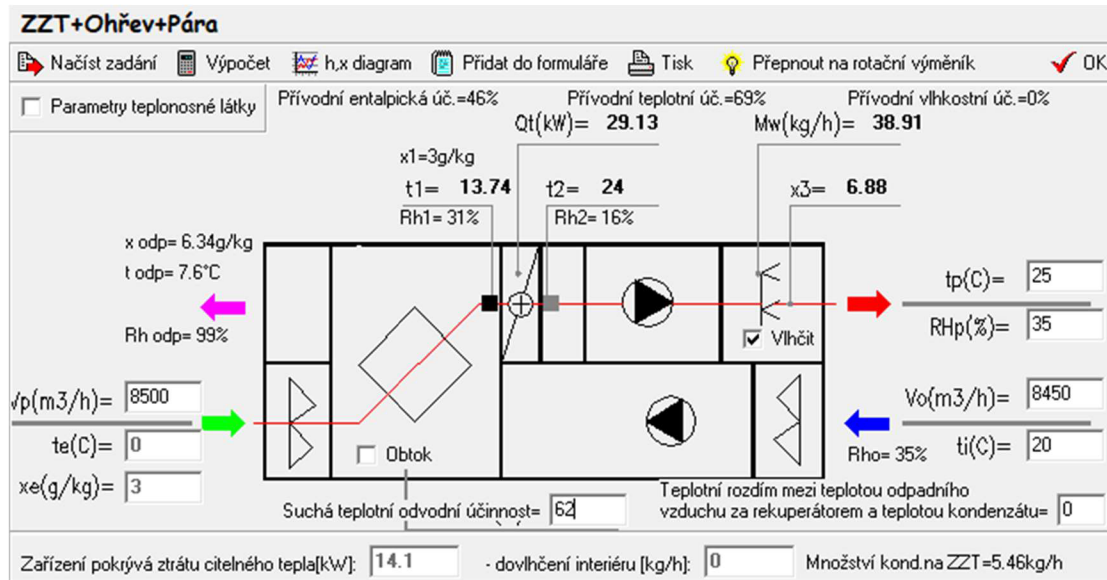 ZZT+Ohřev+Pára
Načíst zadání Výpočet h,x diagram Přidat do formuláře Tisk Přepnout na rotační výměník OK
Parametry teplonosné látky
Přívodní entalpická úč.=46% Přívodní teplotní úč.=69% Přívodní vlhkostní úč.=0%
Qt(kW)= 29.13 Mw(kg/h)= 38.91
x1=3g/kg
t1= 13.74 t2= 24 x3= 6.88
Rh1= 31% Rh2= 16%
x odp= 6.34g/kg
t odp= 7.6°C
Rh odp= 99%
tp(C)= 25
RHp(%)= 35
Vlhčit
Vp(m3/h)= 8500
te(C)= 0
xe(g/kg)= 3
Vo(m3/h)= 8450
Rho= 35% ti(C)= 20
Obtok
Suchá teplotní odvodní účinnost= 62
Teplotní rozdím mezi teplotou odpadního
vzduchu za rekuperátorem a teplotou kondenzátu= 0
Zařízení pokrývá ztrátu citelného tepla[kW]: 14.1 - dovlhčení interiéru [kg/h]: 0 Množství kond.na ZZT=5.46kg/h